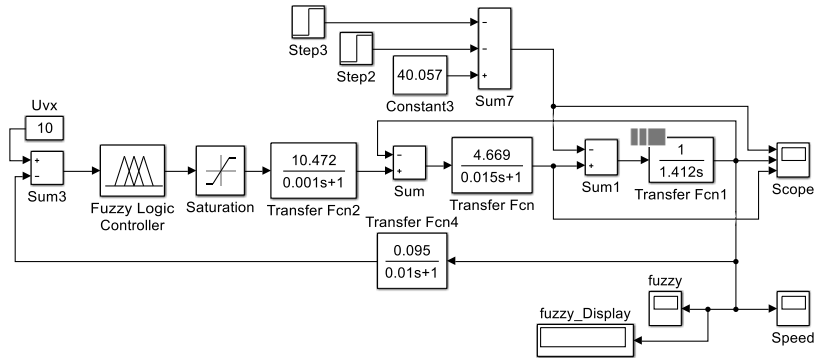 Step3
Step2
40.057
Constant3
Sum7
Uvx
10
Sum3
Fuzzy Logic
Controller
Saturation
10.472
0.001s+1
Transfer Fcn2
Sum
4.669
0.015s+1
Transfer Fcn
Sum1
1
1.412s
Transfer Fcn1
Scope
Transfer Fcn4
0.095
0.01s+1
fuzzy
fuzzy_Display
Speed